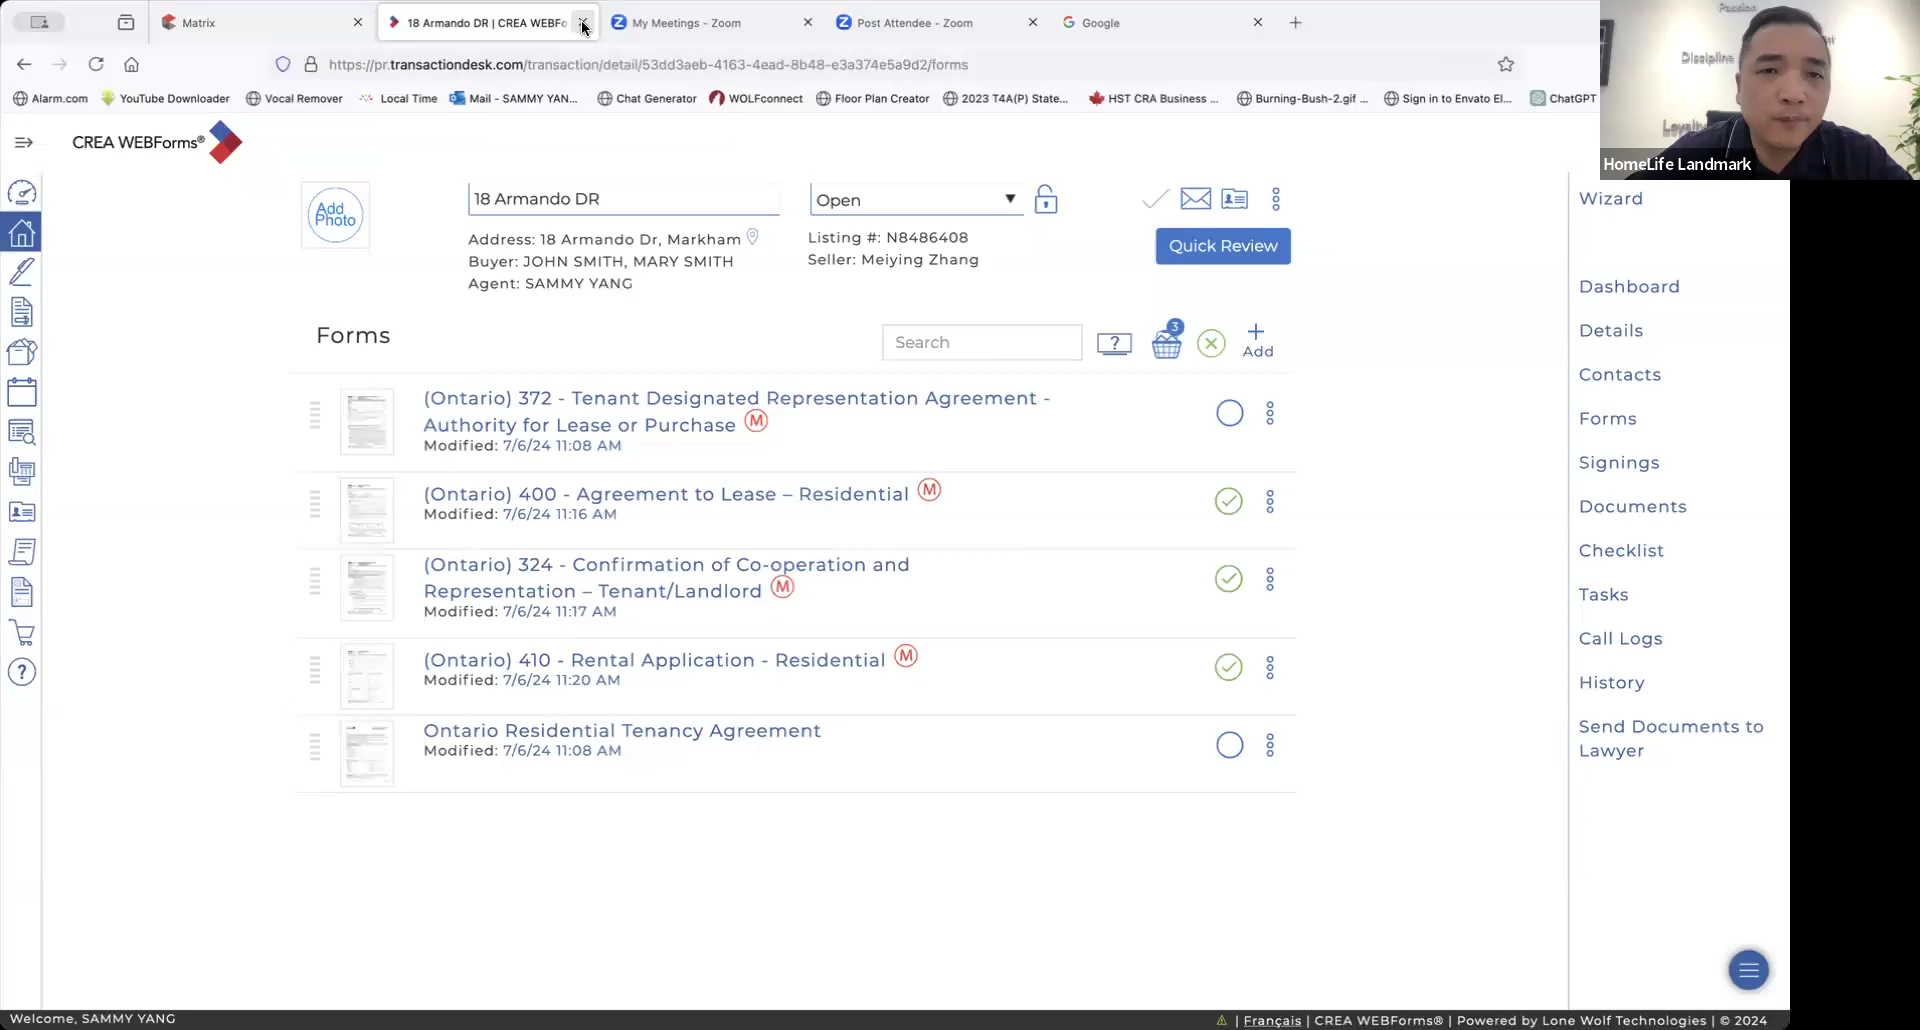 Matrix
18 Armando DR | CREA WEBFo
My Meetings - Zoom
Post Attendee - Zoom
Google
https://pr.transactiondesk.com/transaction/detail/53dd3aeb-4163-4ead-8b48-e3a374e5a9d2/forms
Alarm.com
YouTube Downloader
Vocal Remover
Local Time
Mail - SAMMY YAN...
Chat Generator
WOLFconnect
Floor Plan Creator
2023 T4A(P) State...
HST CRA Business ...
Burning-Bush-2.gif ...
Sign in to Envato El...
ChatGPT
Passion
Discipline
Loyalty
HomeLife Landmark
CREA WEBForms®
Add
Photo
18 Armando DR
Open
Address: 18 Armando Dr, Markham
Buyer: JOHN SMITH, MARY SMITH
Agent: SAMMY YANG
Listing #: N8486408
Seller: Meiying Zhang
Quick Review
Forms
Search
?
3
Add
(Ontario) 372 - Tenant Designated Representation Agreement -
Authority for Lease or Purchase M
Modified: 7/6/24 11:08 AM
(Ontario) 400 - Agreement to Lease – Residential M
Modified: 7/6/24 11:16 AM
(Ontario) 324 - Confirmation of Co-operation and
Representation – Tenant/Landlord M
Modified: 7/6/24 11:17 AM
(Ontario) 410 - Rental Application - Residential M
Modified: 7/6/24 11:20 AM
Ontario Residential Tenancy Agreement
Modified: 7/6/24 11:08 AM
Wizard
Dashboard
Details
Contacts
Forms
Signings
Documents
Checklist
Tasks
Call Logs
History
Send Documents to
Lawyer
Welcome, SAMMY YANG
| Français | CREA WEBForms® | Powered by Lone Wolf Technologies | © 2024